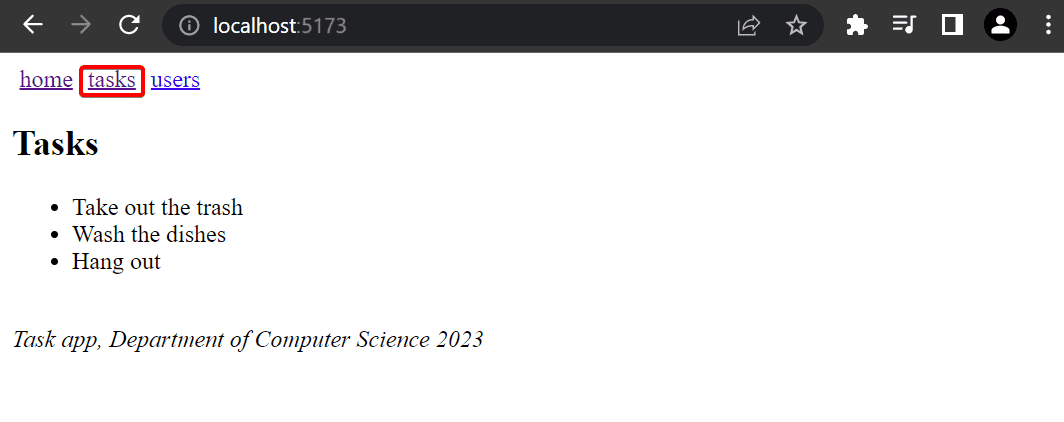 localhost:5173
home tasks users
Tasks
• Take out the trash
• Wash the dishes
• Hang out
Task app, Department of Computer Science 2023